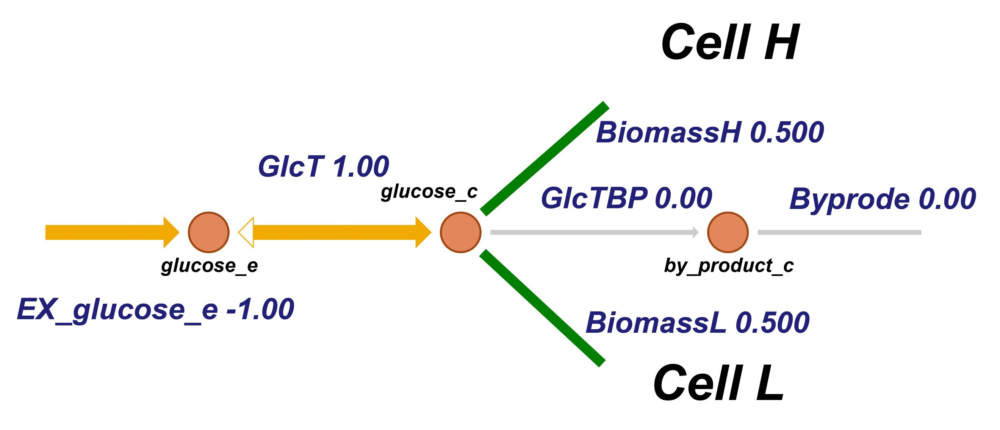 Cell H
BiomassH 0.500
GlcT 1.00
glucose_c
GlcTBP 0.00
Byprode 0.00
glucose_e
by_product_c
EX_glucose_e -1.00
BiomassL 0.500
Cell L